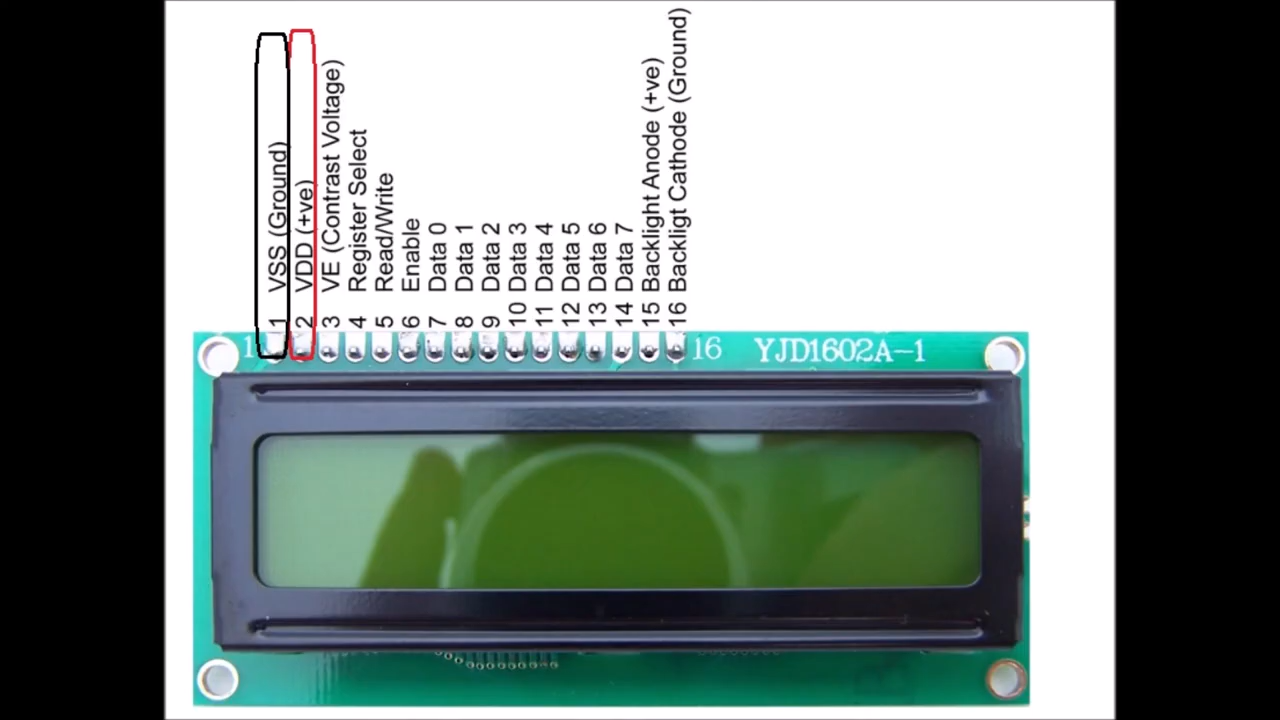 1 VSS (Ground)
2 VDD (+ve)
3 VE (Contrast Voltage)
4 Register Select
5 Read/Write
6 Enable
7 Data 0
8 Data 1
9 Data 2
10 Data 3
11 Data 4
12 Data 5
13 Data 6
14 Data 7
15 Backlight Anode (+ve)
16 Backligt Cathode (Ground)
1
16
YJD1602A-1